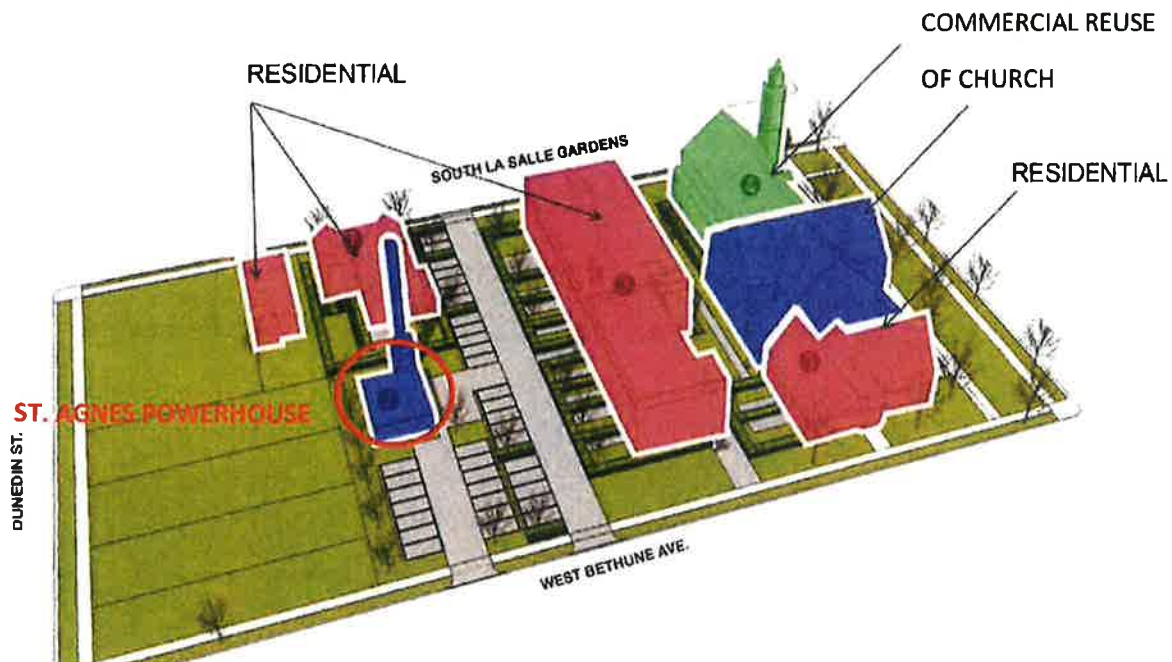 COMMERCIAL REUSE
OF CHURCH
RESIDENTIAL
SOUTH LA SALLE GARDENS
RESIDENTIAL
ST. AGNES POWERHOUSE
DUNEDIN ST.
WEST BETHUNE AVE.